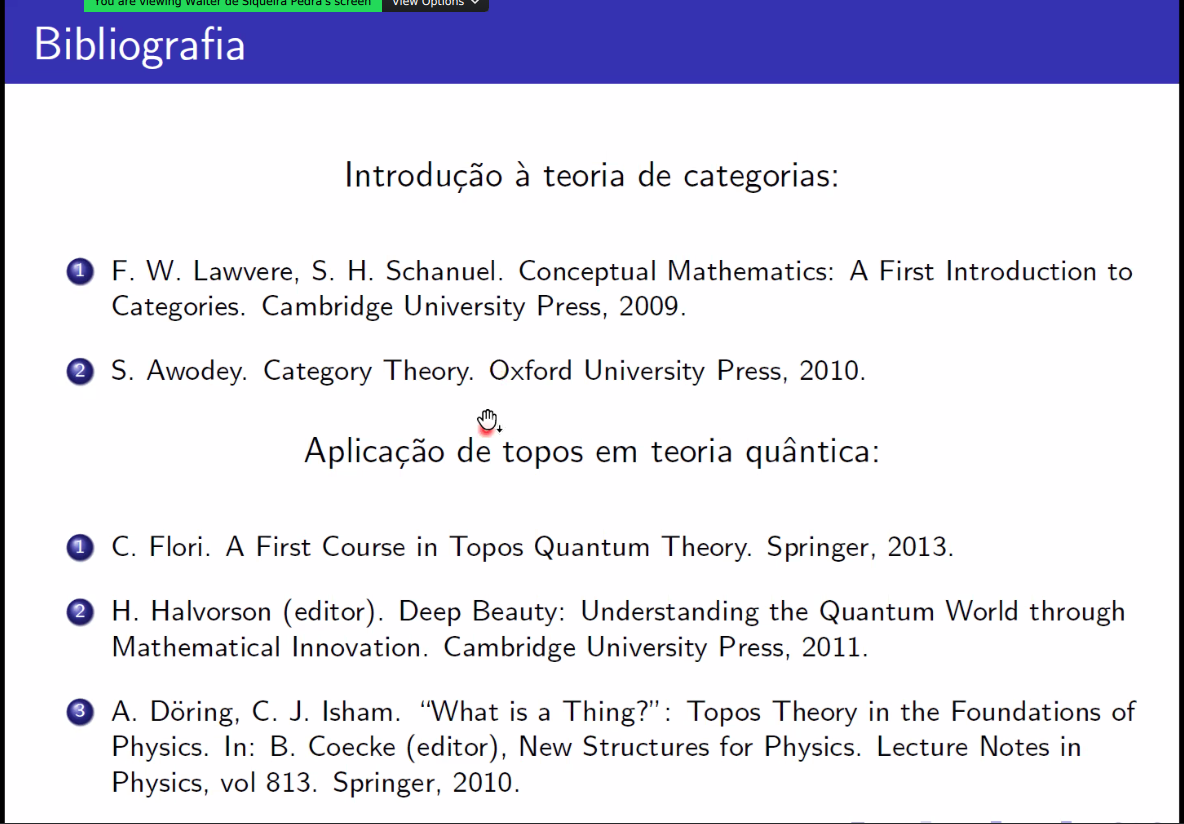 You are viewing Walter de Siqueira Pedra's screen View Options
Bibliografia
Introdução à teoria de categorias:
1 F. W. Lawvere, S. H. Schanuel. Conceptual Mathematics: A First Introduction to
Categories. Cambridge University Press, 2009.
2 S. Awodey. Category Theory. Oxford University Press, 2010.
Aplicação de topos em teoria quântica:
1 C. Flori. A First Course in Topos Quantum Theory. Springer, 2013.
2 H. Halvorson (editor). Deep Beauty: Understanding the Quantum World through
Mathematical Innovation. Cambridge University Press, 2011.
3 A. Döring, C. J. Isham. “What is a Thing?”: Topos Theory in the Foundations of
Physics. In: B. Coecke (editor), New Structures for Physics. Lecture Notes in
Physics, vol 813. Springer, 2010.